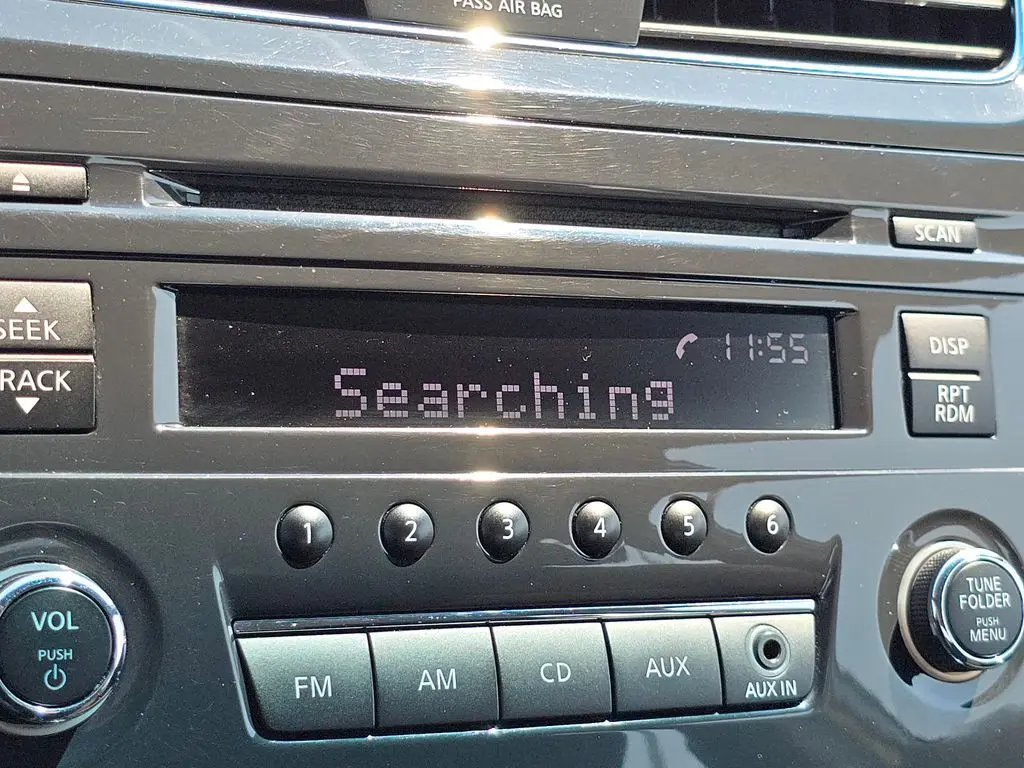 PASS AIR BAG
SCAN
SEEK
TRACK
11:55
Searching
DISP
RPT
RDM
1 2 3 4 5 6
VOL
PUSH
TUNE
FOLDER
PUSH
MENU
FM AM CD AUX AUX IN